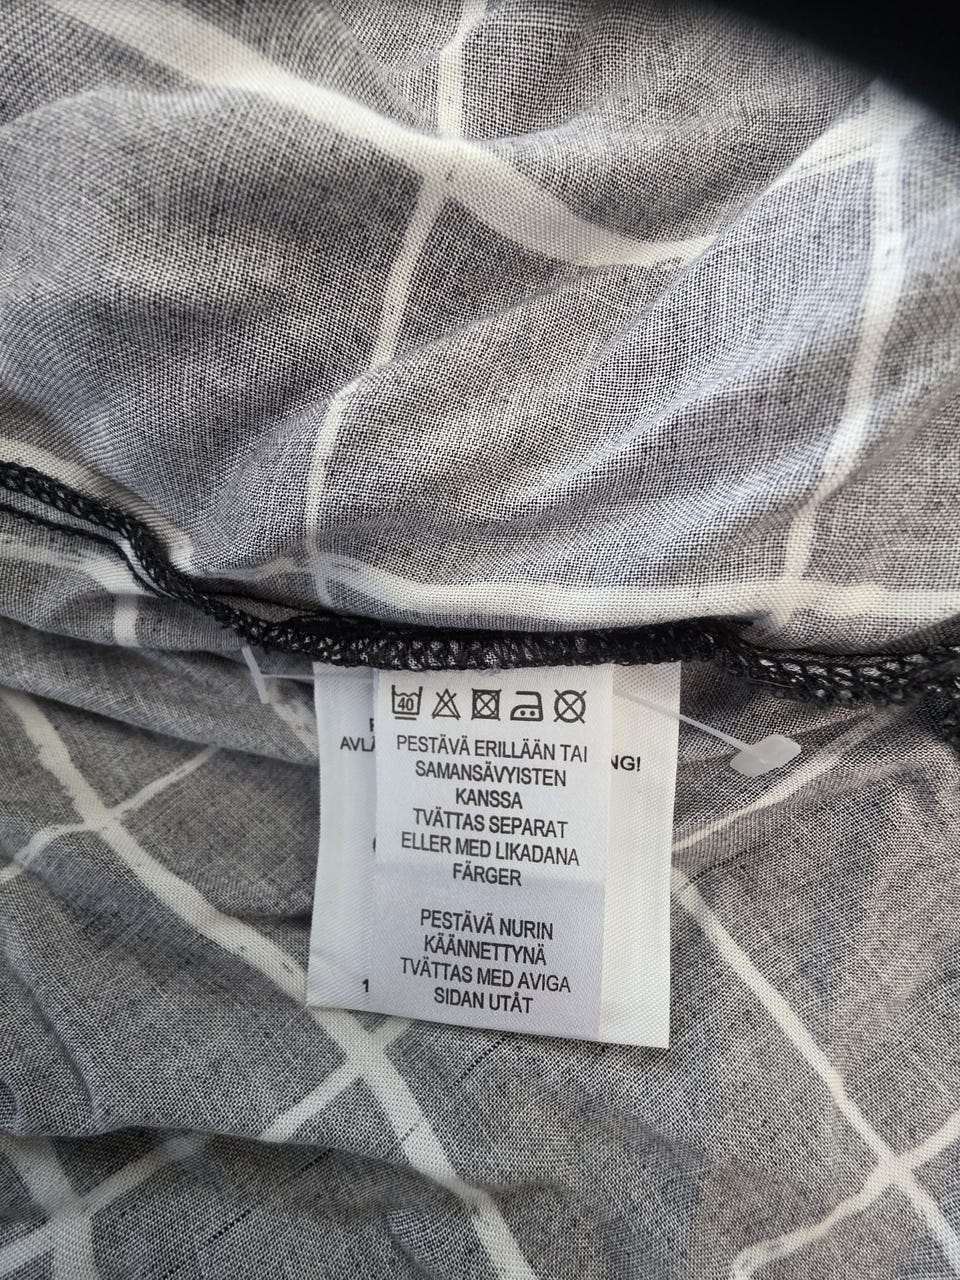 40
PESTÄVÄ ERILLÄÄN TAI
SAMANSÄVYISTEN
KANSSA
TVÄTTAS SEPARAT
ELLER MED LIKADANA
FÄRGER
PESTÄVÄ NURIN
KÄÄNNETTYNÄ
TVÄTTAS MED AVIGA
SIDAN UTÅT